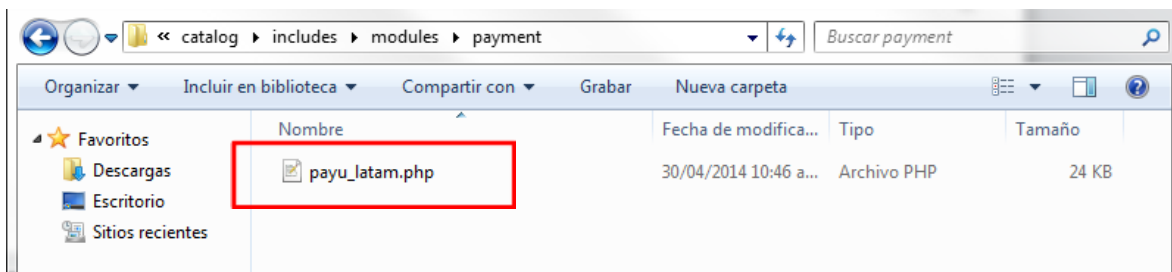 « catalog ▸ includes ▸ modules ▸ payment Buscar payment
Organizar Incluir en biblioteca Compartir con Grabar Nueva carpeta
Favoritos
Descargas
Escritorio
Sitios recientes
Nombre Fecha de modifica... Tipo Tamaño
payu_latam.php 30/04/2014 10:46 a... Archivo PHP 24 KB